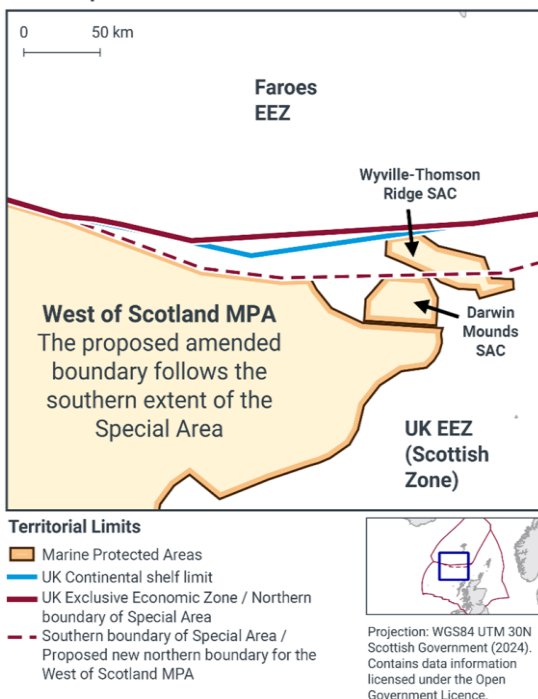 0 50 km
Faroes
EEZ
Wyville-Thomson
Ridge SAC
West of Scotland MPA
The proposed amended
boundary follows the
southern extent of the
Special Area
Darwin
Mounds
SAC
UK EEZ
(Scottish
Zone)
Territorial Limits
Marine Protected Areas
UK Continental shelf limit
UK Exclusive Economic Zone / Northern
boundary of Special Area
Southern boundary of Special Area /
Proposed new northern boundary for the
West of Scotland MPA
Projection: WGS84 UTM 30N
Scottish Government (2024).
Contains data information
licensed under the Open
Government Licence.